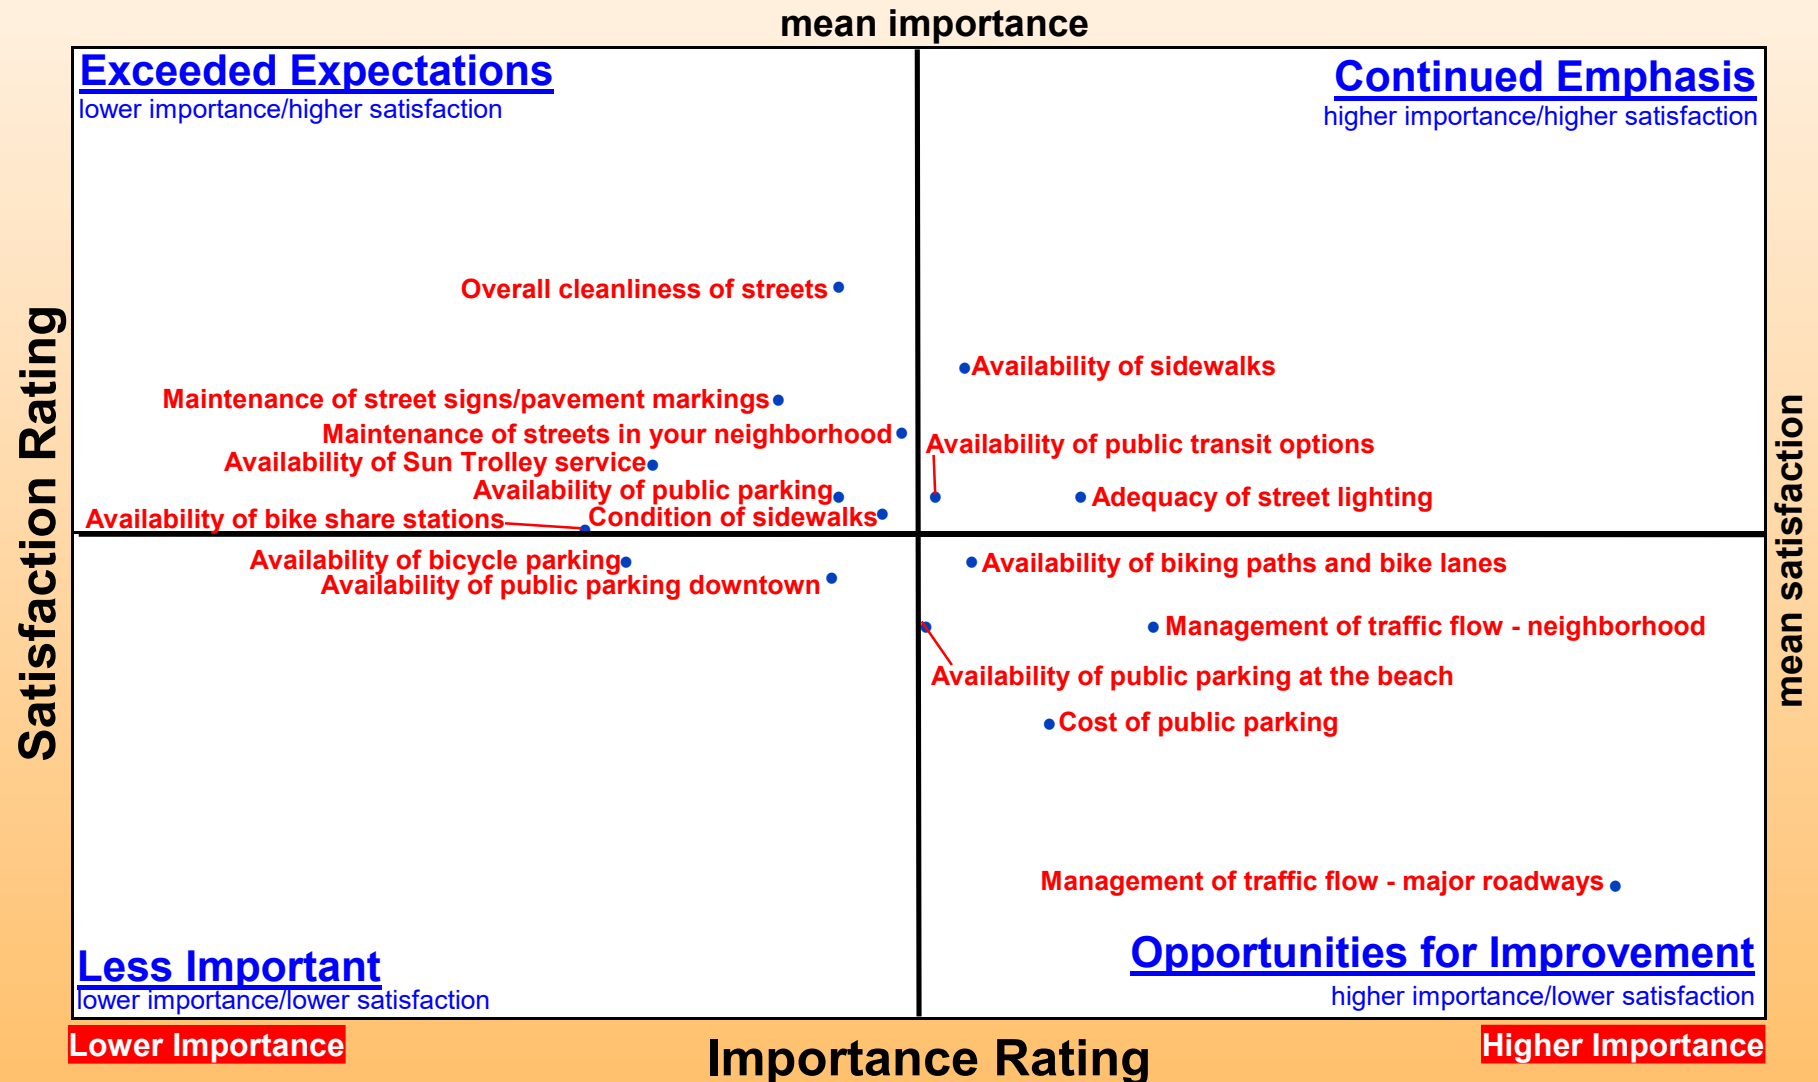 mean importance
Exceeded Expectations
lower importance/higher satisfaction
Continued Emphasis
higher importance/higher satisfaction
Overall cleanliness of streets
Availability of sidewalks
Maintenance of street signs/pavement markings
Maintenance of streets in your neighborhood
Availability of public transit options
Availability of Sun Trolley service
Availability of public parking
Adequacy of street lighting
Availability of bike share stations
Condition of sidewalks
Availability of bicycle parking
Availability of biking paths and bike lanes
Availability of public parking downtown
Management of traffic flow - neighborhood
Availability of public parking at the beach
Cost of public parking
Management of traffic flow - major roadways
Less Important
lower importance/lower satisfaction
Opportunities for Improvement
higher importance/lower satisfaction
Satisfaction Rating
mean satisfaction
Lower Importance
Importance Rating
Higher Importance